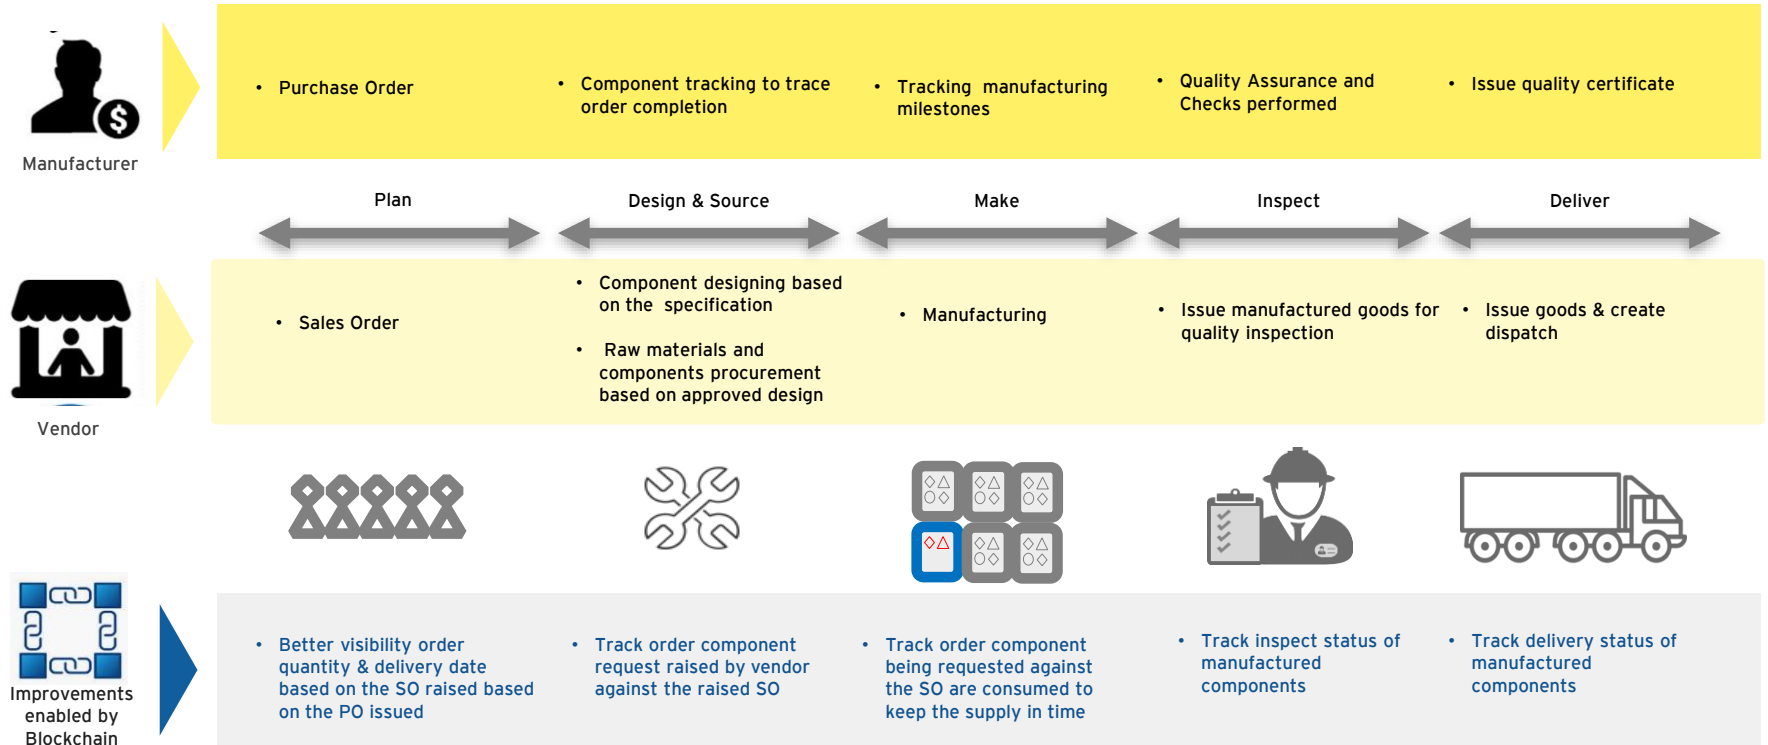 • Purchase Order
• Component tracking to trace
order completion
• Tracking manufacturing
milestones
• Quality Assurance and
Checks performed
• Issue quality certificate
Manufacturer
Plan
Design & Source
Make
Inspect
Deliver
• Sales Order
• Component designing based
on the specification
• Raw materials and
components procurement
based on approved design
• Manufacturing
• Issue manufactured goods for
quality inspection
• Issue goods & create
dispatch
Vendor
$
Improvements
enabled by
Blockchain
• Better visibility order
quantity & delivery date
based on the SO raised based
on the PO issued
• Track order component
request raised by vendor
against the raised SO
• Track order component
being requested against
the SO are consumed to
keep the supply in time
• Track inspect status of
manufactured
components
• Track delivery status of
manufactured
components